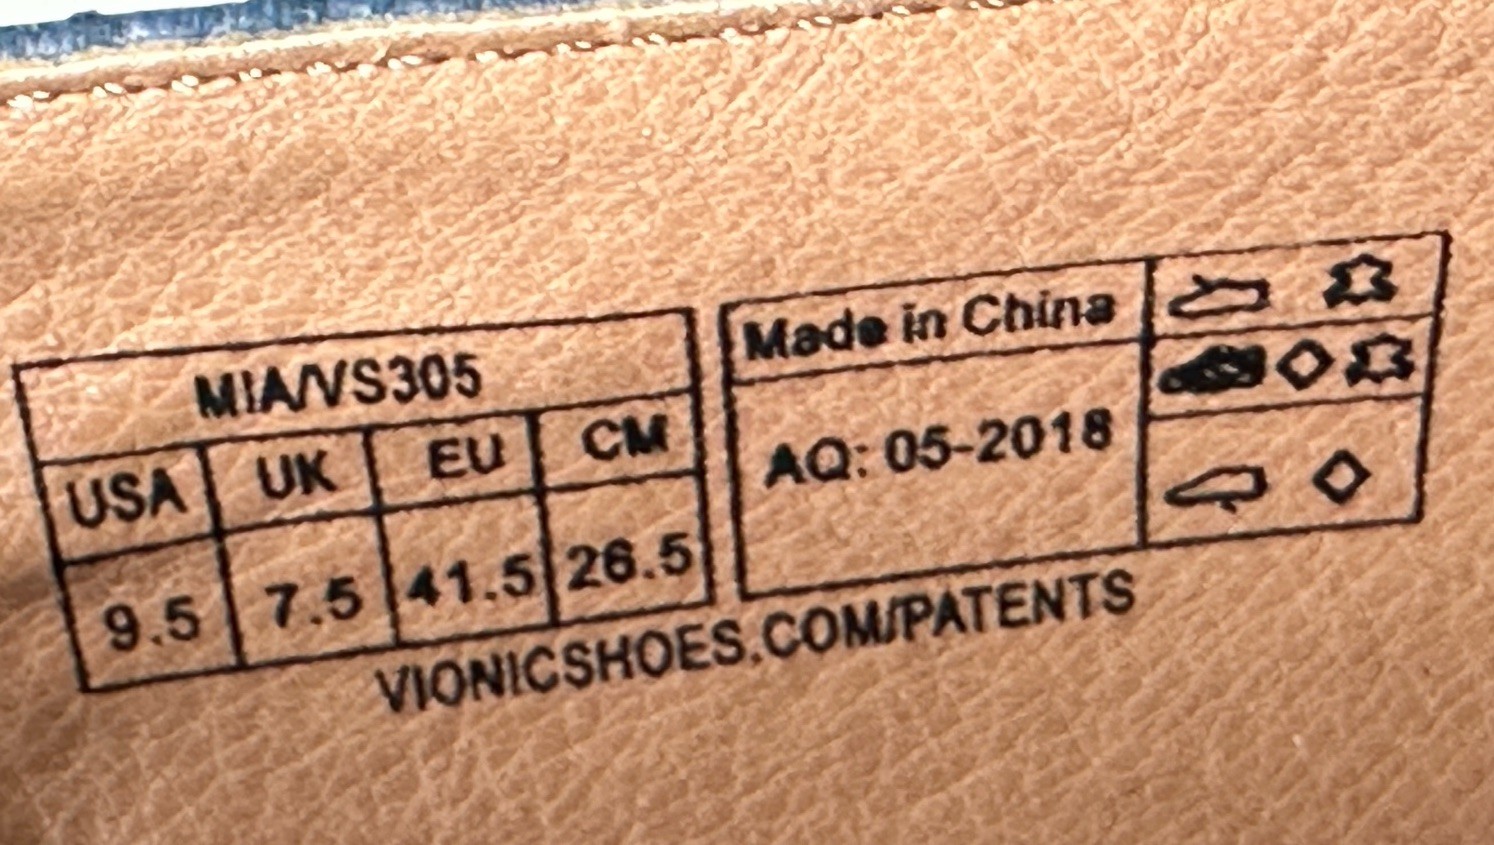 MIA/VS305
USA UK EU CM
9.5 7.5 41.5 26.5
Made in China
AQ: 05-2018
VIONICSHOES.COM/PATENTS